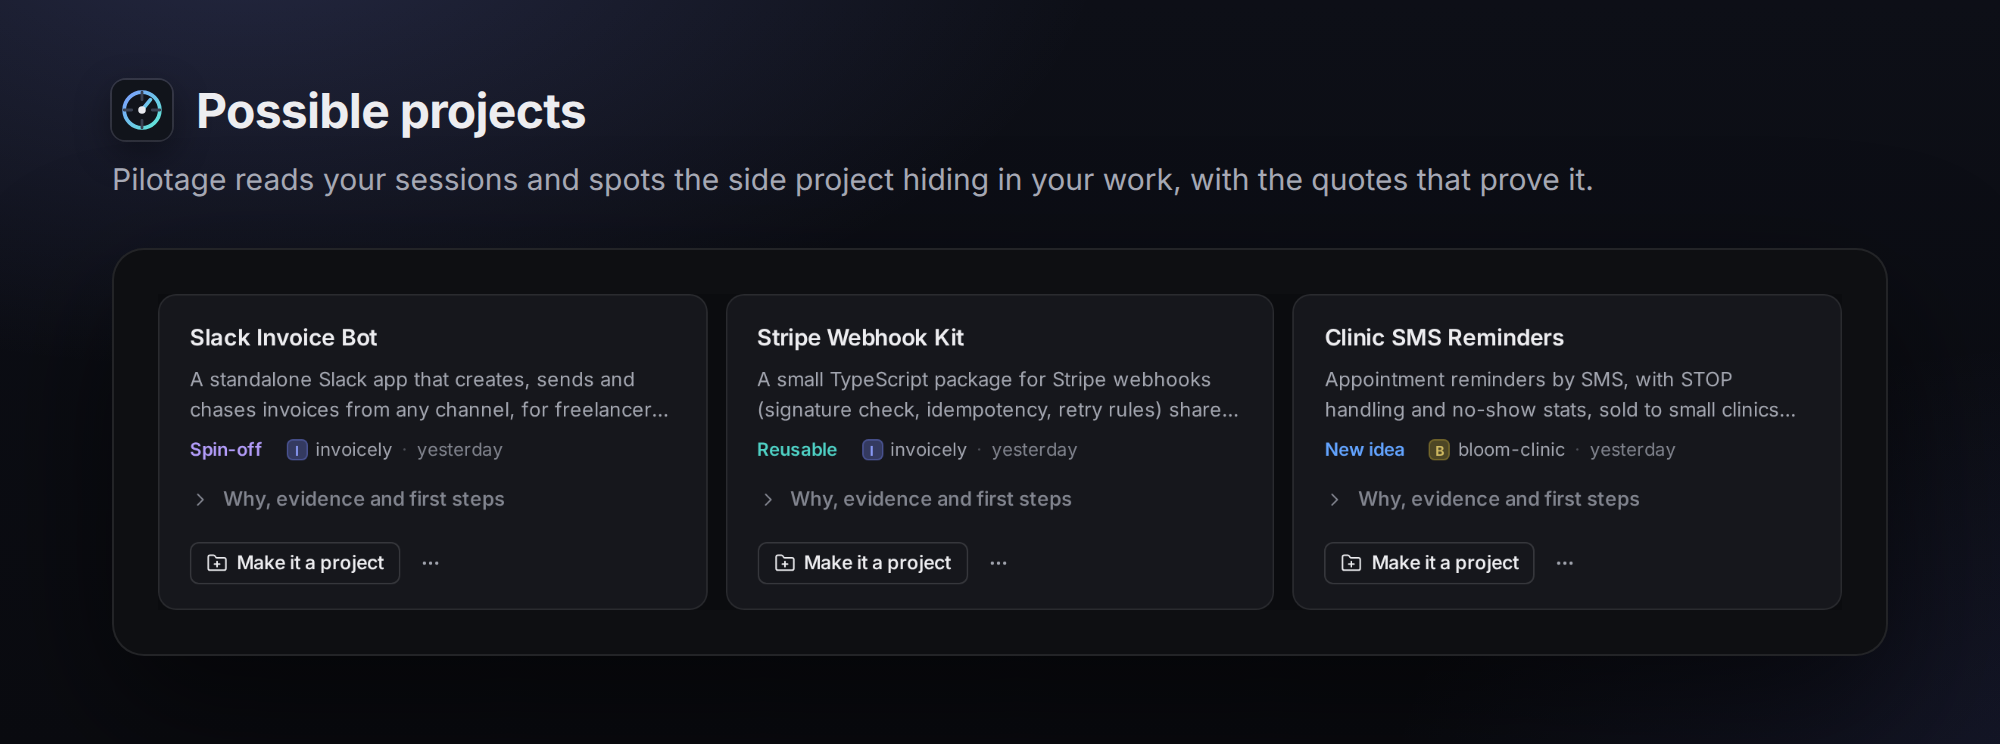 Possible projects
Pilotage reads your sessions and spots the side project hiding in your work, with the quotes that prove it.
Slack Invoice Bot
A standalone Slack app that creates, sends and
chases invoices from any channel, for freelancer...
Spin-off I invoicely · yesterday
Why, evidence and first steps
Make it a project
Stripe Webhook Kit
A small TypeScript package for Stripe webhooks
(signature check, idempotency, retry rules) share...
Reusable I invoicely · yesterday
Why, evidence and first steps
Make it a project
Clinic SMS Reminders
Appointment reminders by SMS, with STOP
handling and no-show stats, sold to small clinics...
New idea B bloom-clinic · yesterday
Why, evidence and first steps
Make it a project